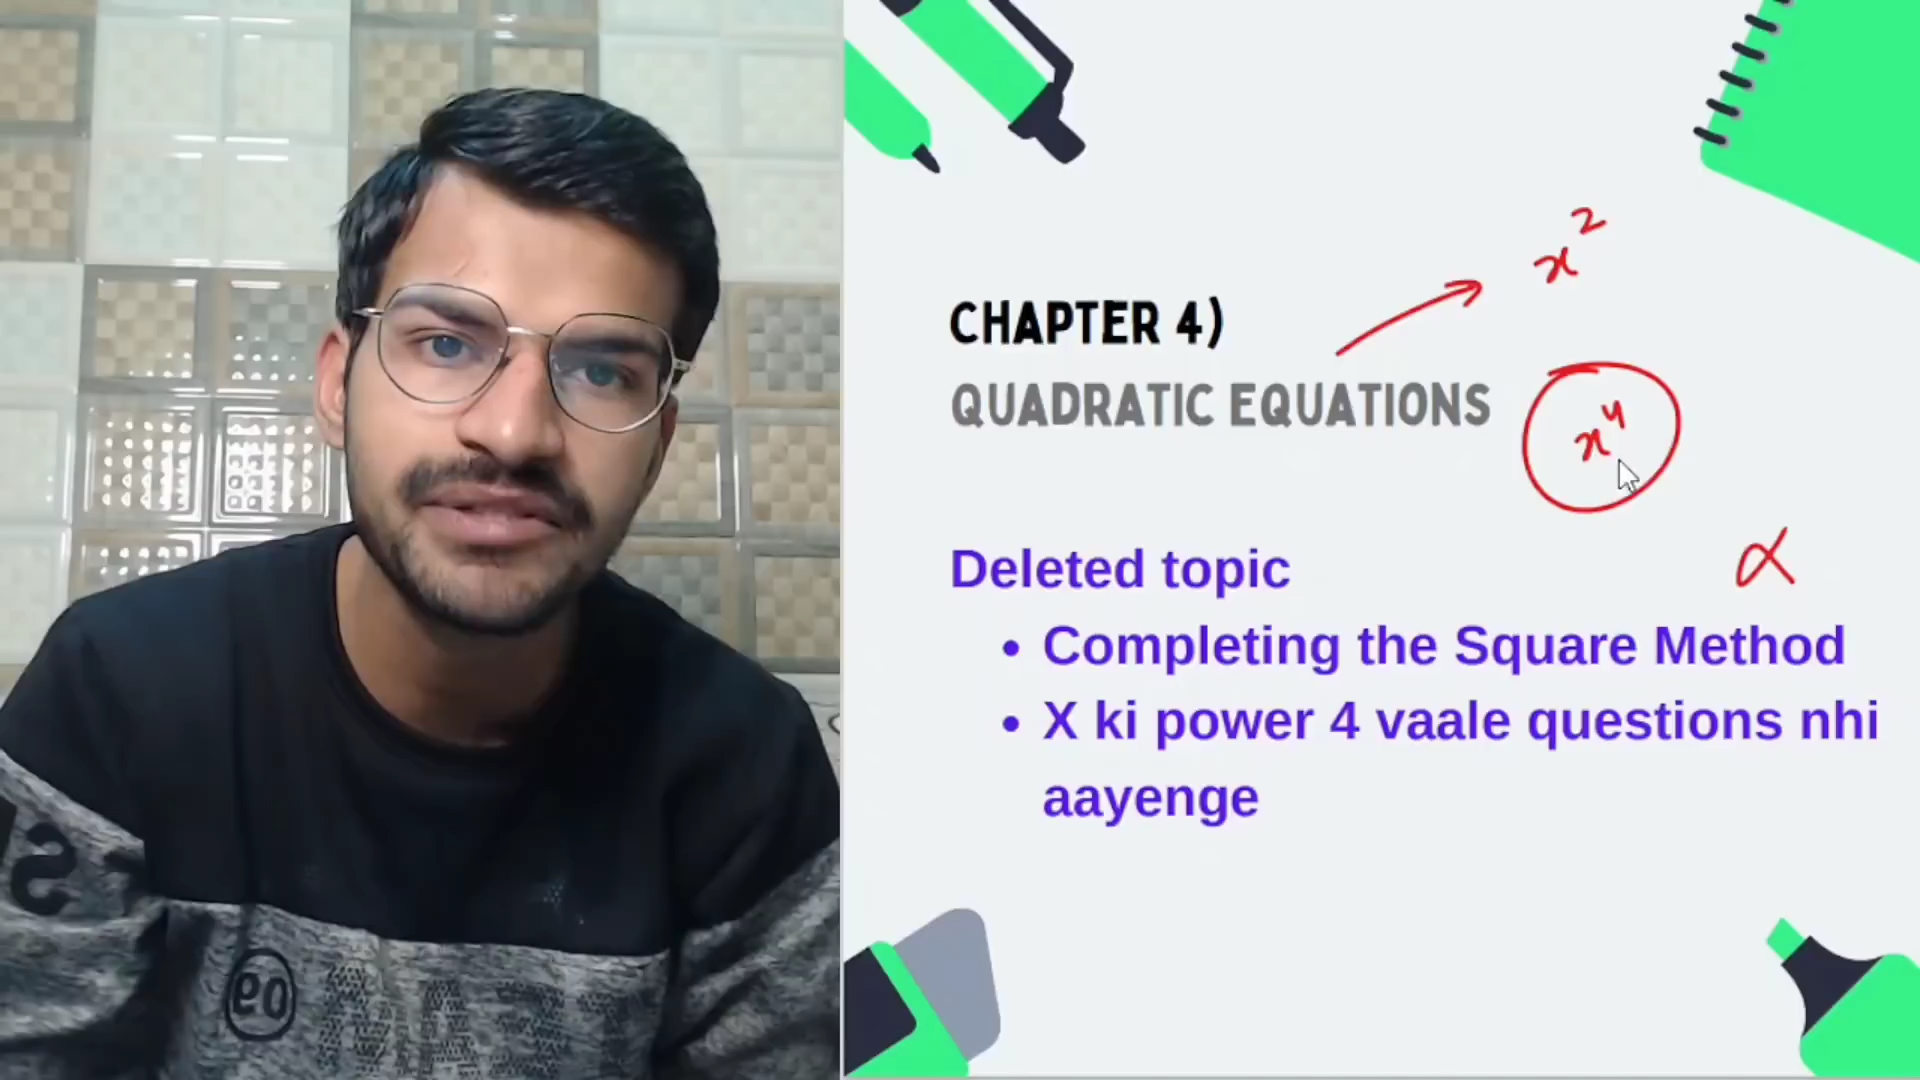 CHAPTER 4)
QUADRATIC EQUATIONS
x²
x⁴
Deleted topic
α
• Completing the Square Method
• X ki power 4 vaale questions nhi
aayenge